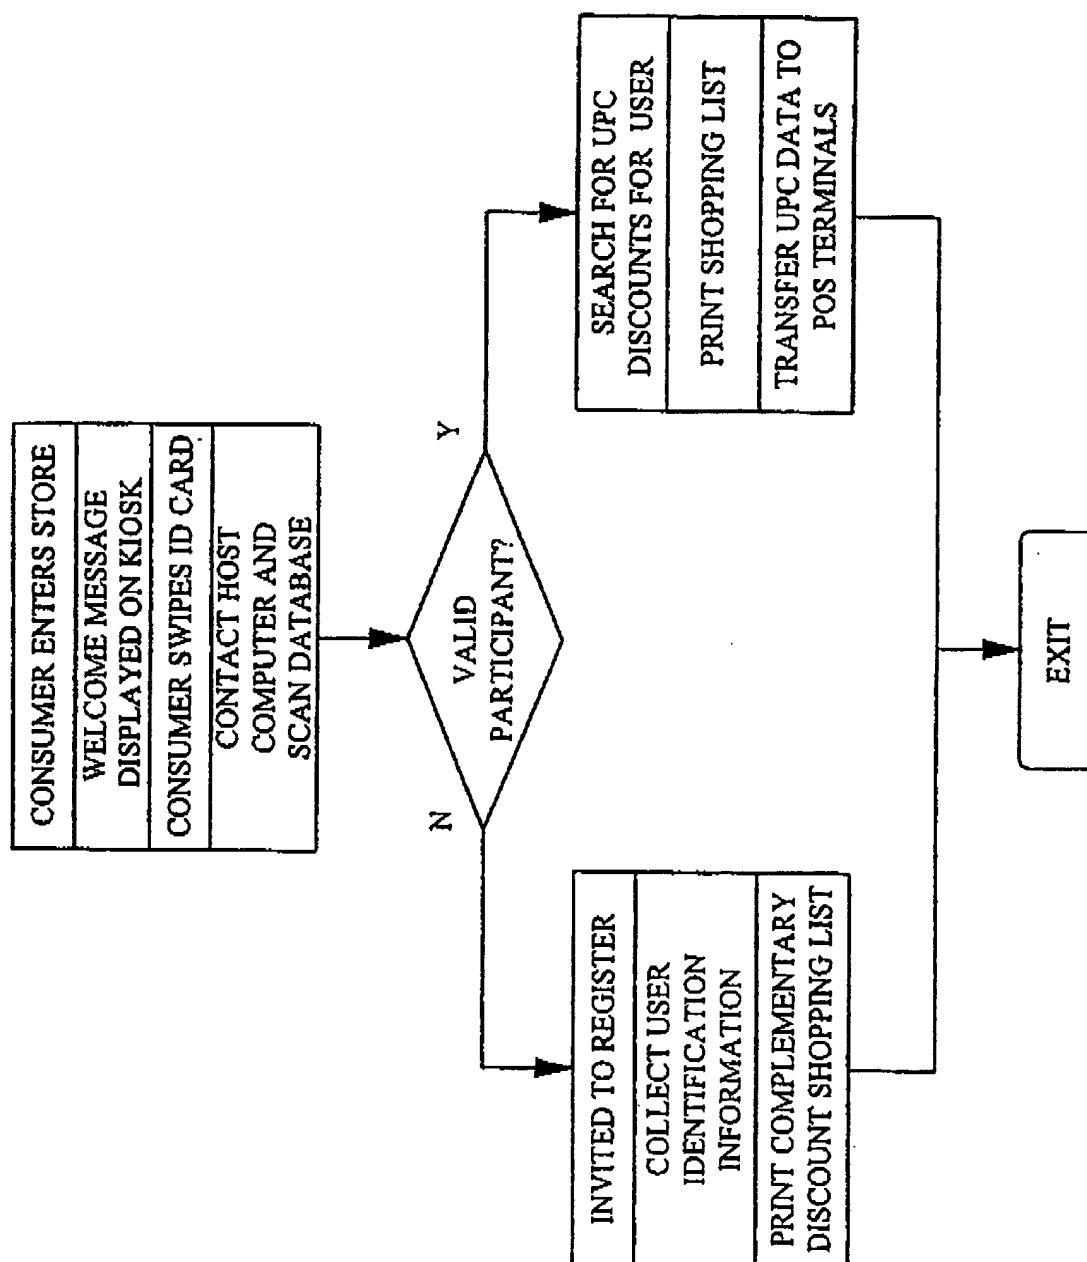 CONSUMER ENTERS STORE
WELCOME MESSAGE
DISPLAYED ON KIOSK
CONSUMER SWIPES ID CARD
CONTACT HOST
COMPUTER AND
SCAN DATABASE
VALID
PARTICIPANT?
N
Y
INVITED TO REGISTER
COLLECT USER
IDENTIFICATION
INFORMATION
PRINT COMPLEMENTARY
DISCOUNT SHOPPING LIST
SEARCH FOR UPC
DISCOUNTS FOR USER
PRINT SHOPPING LIST
TRANSFER UPC DATA TO
POS TERMINALS
EXIT